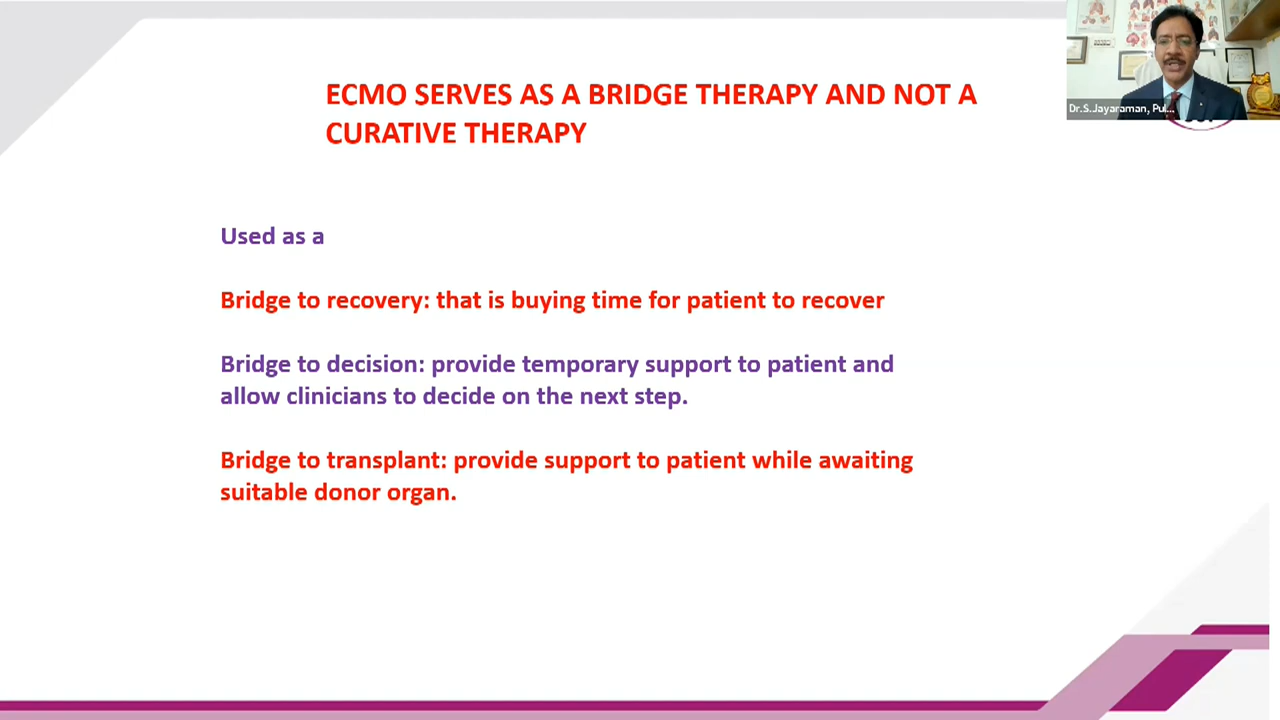 ECMO SERVES AS A BRIDGE THERAPY AND NOT A
CURATIVE THERAPY
Dr.S.Jayaraman, Pul...
Used as a
Bridge to recovery: that is buying time for patient to recover
Bridge to decision: provide temporary support to patient and
allow clinicians to decide on the next step.
Bridge to transplant: provide support to patient while awaiting
suitable donor organ.